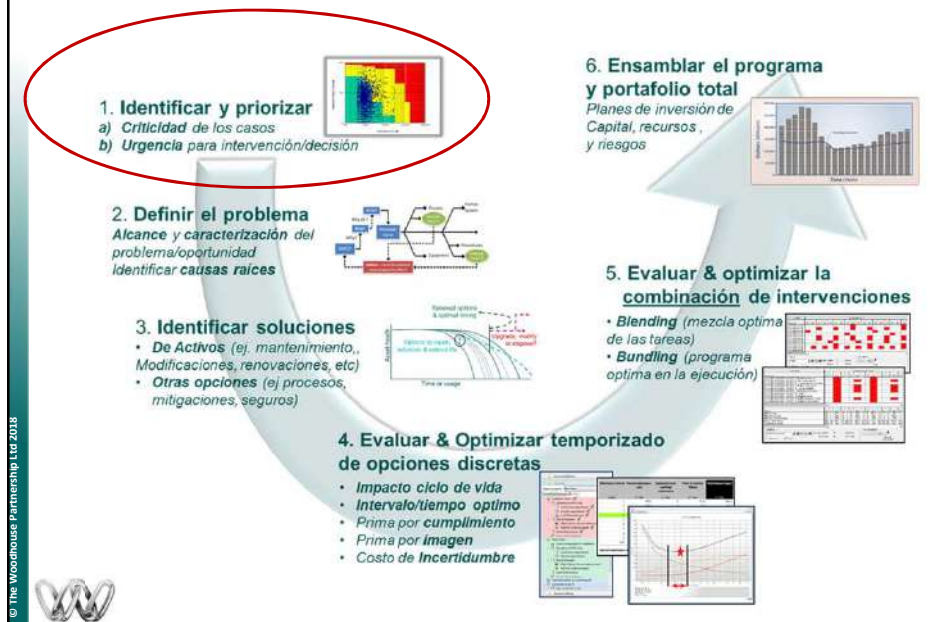 1. Identificar y priorizar
a) Criticidad de los casos
b) Urgencia para intervención/decisión
2. Definir el problema
Alcance y caracterización del
problema/oportunidad
Identificar causas raíces
3. Identificar soluciones
• De Activos (ej. mantenimiento,,
Modificaciones, renovaciones, etc)
• Otras opciones (ej procesos,
mitigaciones, seguros)
Asset health
Time or usage
4. Evaluar & Optimizar temporizado
de opciones discretas
• Impacto ciclo de vida
• Intervalo/tiempo optimo
• Prima por cumplimiento
• Prima por imagen
• Costo de Incertidumbre
5. Evaluar & optimizar la
combinación de intervenciones
• Blending (mezcla optima
de las tareas)
• Bundling (programa
optima en la ejecución)
6. Ensamblar el programa
y portafolio total
Planes de inversión de
Capital, recursos ,
y riesgos
© The Woodhouse Partnership Ltd 2018